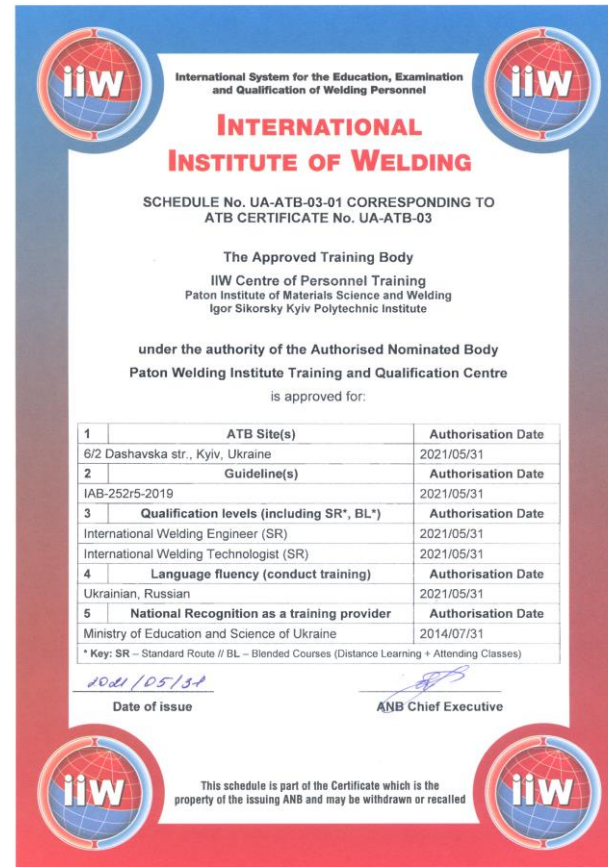 iiw
iiw
International System for the Education, Examination
and Qualification of Welding Personnel
INTERNATIONAL
INSTITUTE OF WELDING
SCHEDULE No. UA-ATB-03-01 CORRESPONDING TO
ATB CERTIFICATE No. UA-ATB-03
The Approved Training Body
IIW Centre of Personnel Training
Paton Institute of Materials Science and Welding
Igor Sikorsky Kyiv Polytechnic Institute
under the authority of the Authorised Nominated Body
Paton Welding Institute Training and Qualification Centre
is approved for:
1 ATB Site(s) Authorisation Date
6/2 Dashavska str., Kyiv, Ukraine 2021/05/31
2 Guideline(s) Authorisation Date
IAB-252r5-2019 2021/05/31
3 Qualification levels (including SR*, BL*) Authorisation Date
International Welding Engineer (SR) 2021/05/31
International Welding Technologist (SR) 2021/05/31
4 Language fluency (conduct training) Authorisation Date
Ukrainian, Russian 2021/05/31
5 National Recognition as a training provider Authorisation Date
Ministry of Education and Science of Ukraine 2014/07/31
* Key: SR – Standard Route // BL – Blended Courses (Distance Learning + Attending Classes)
2021/05/31
Date of issue ANB Chief Executive
iiw
iiw
This schedule is part of the Certificate which is the
property of the issuing ANB and may be withdrawn or recalled